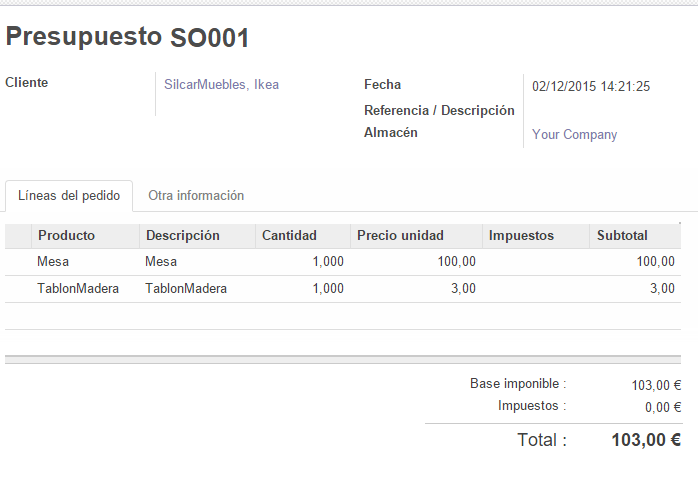 Presupuesto SO001
Cliente SilcarMuebles, Ikea Fecha 02/12/2015 14:21:25
Referencia / Descripción
Almacén Your Company
Líneas del pedido Otra información
Producto Descripción Cantidad Precio unidad Impuestos Subtotal
Mesa Mesa 1,000 100,00 100,00
TablonMadera TablonMadera 1,000 3,00 3,00
Base imponible : 103,00 €
Impuestos : 0,00 €
Total : 103,00 €